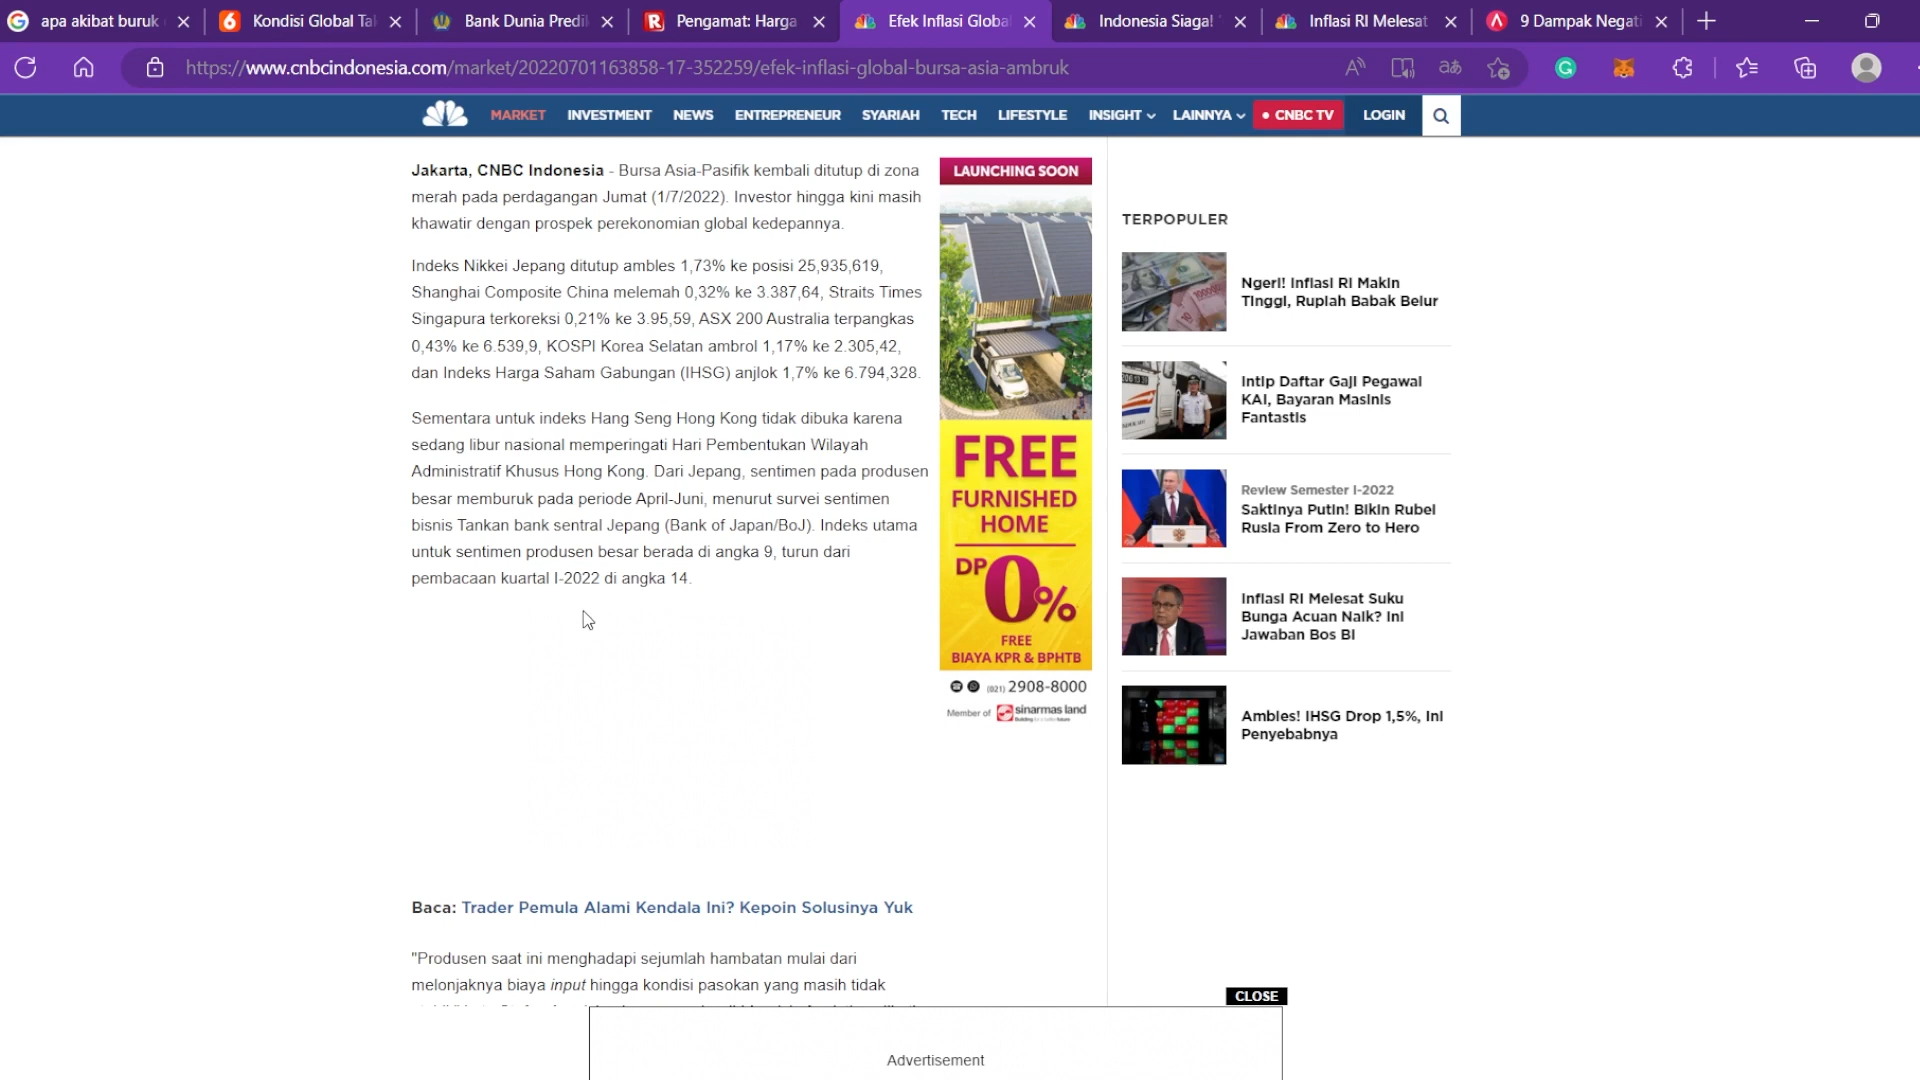 apa akibat buruk
Kondisi Global Tak
Bank Dunia Predik
Pengamat: Harga
Efek Inflasi Global
Indonesia Siaga!
Inflasi RI Melesat
9 Dampak Negati
https://www.cnbcindonesia.com/market/20220701163858-17-352259/efek-inflasi-global-bursa-asia-ambruk
MARKET INVESTMENT NEWS ENTREPRENEUR SYARIAH TECH LIFESTYLE INSIGHT LAINNYA • CNBC TV LOGIN
Jakarta, CNBC Indonesia - Bursa Asia-Pasifik kembali ditutup di zona
merah pada perdagangan Jumat (1/7/2022). Investor hingga kini masih
khawatir dengan prospek perekonomian global kedepannya.
Indeks Nikkei Jepang ditutup ambles 1,73% ke posisi 25,935,619,
Shanghai Composite China melemah 0,32% ke 3.387,64, Straits Times
Singapura terkoreksi 0,21% ke 3.95,59, ASX 200 Australia terpangkas
0,43% ke 6.539,9, KOSPI Korea Selatan ambrol 1,17% ke 2.305,42,
dan Indeks Harga Saham Gabungan (IHSG) anjlok 1,7% ke 6.794,328.
Sementara untuk indeks Hang Seng Hong Kong tidak dibuka karena
sedang libur nasional memperingati Hari Pembentukan Wilayah
Administratif Khusus Hong Kong. Dari Jepang, sentimen pada produsen
besar memburuk pada periode April-Juni, menurut survei sentimen
bisnis Tankan bank sentral Jepang (Bank of Japan/BoJ). Indeks utama
untuk sentimen produsen besar berada di angka 9, turun dari
pembacaan kuartal I-2022 di angka 14.
Baca: Trader Pemula Alami Kendala Ini? Kepoin Solusinya Yuk
"Produsen saat ini menghadapi sejumlah hambatan mulai dari
melonjaknya biaya input hingga kondisi pasokan yang masih tidak
LAUNCHING SOON
FREE
FURNISHED
HOME
DP 0%
FREE
BIAYA KPR & BPHTB
(021) 2908-8000
Member of sinarmas land
TERPOPULER
Ngeri! Inflasi RI Makin
Tinggi, Rupiah Babak Belur
Intip Daftar Gaji Pegawai
KAI, Bayaran Masinis
Fantastis
Review Semester I-2022
Saktinya Putin! Bikin Rubel
Rusia From Zero to Hero
Inflasi RI Melesat Suku
Bunga Acuan Naik? Ini
Jawaban Bos BI
Ambles! IHSG Drop 1,5%, Ini
Penyebabnya
CLOSE
Advertisement